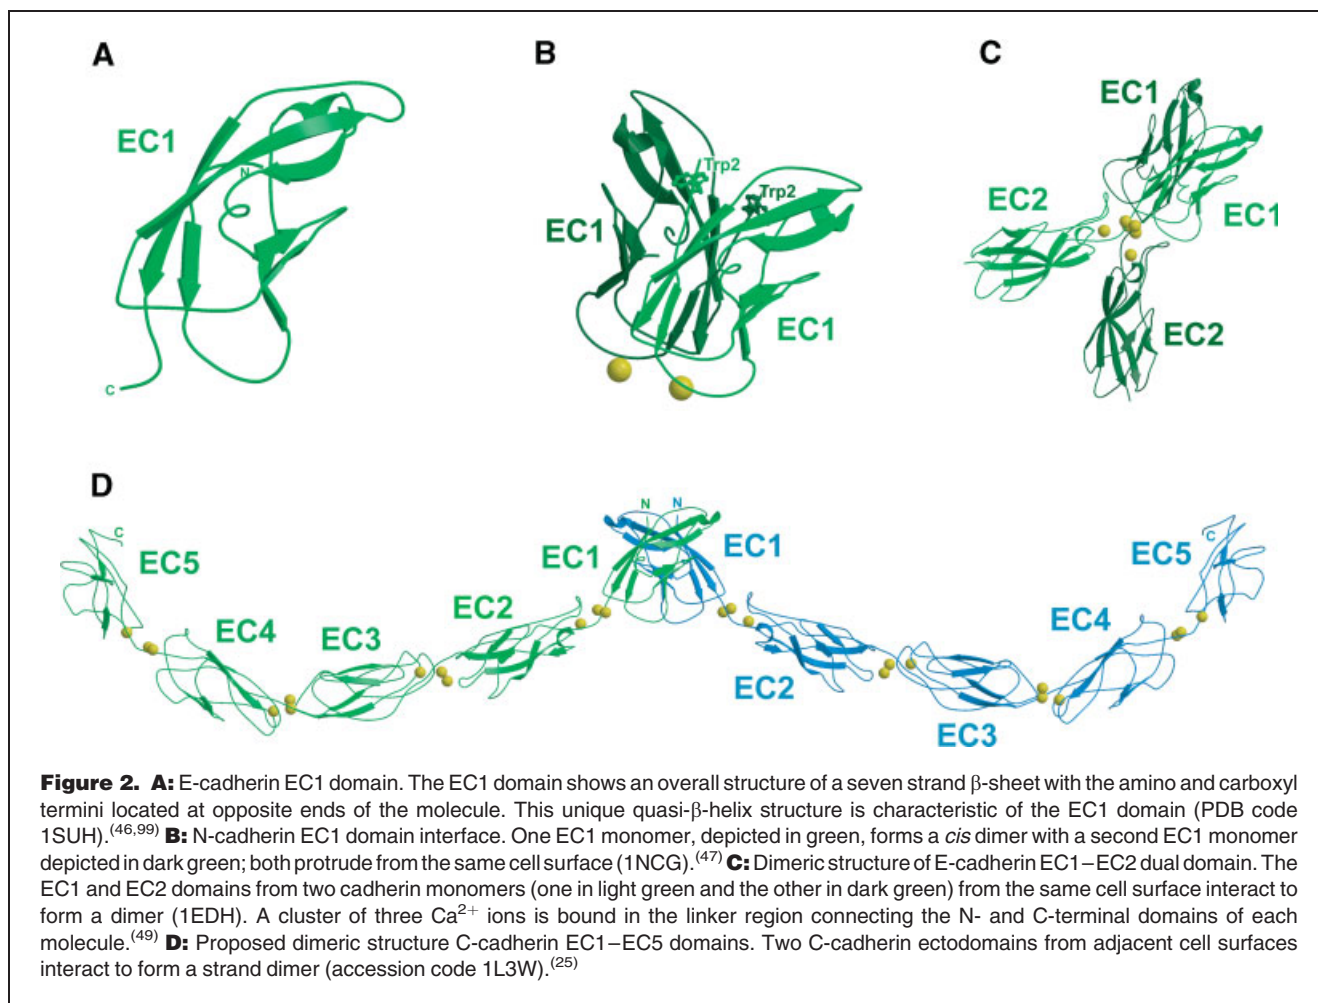 A
B
C
EC1
N
C
Trp2
Trp2
EC1
EC1
EC1
EC2
EC1
EC2
D
N N
C
EC5
EC4
EC3
EC2
EC1
EC1
EC2
EC3
EC4
EC5
C
Figure 2. A: E-cadherin EC1 domain. The EC1 domain shows an overall structure of a seven strand β-sheet with the amino and carboxyl
termini located at opposite ends of the molecule. This unique quasi-β-helix structure is characteristic of the EC1 domain (PDB code
1SUH).(46,99) B: N-cadherin EC1 domain interface. One EC1 monomer, depicted in green, forms a cis dimer with a second EC1 monomer
depicted in dark green; both protrude from the same cell surface (1NCG).(47) C: Dimeric structure of E-cadherin EC1–EC2 dual domain. The
EC1 and EC2 domains from two cadherin monomers (one in light green and the other in dark green) from the same cell surface interact to
form a dimer (1EDH). A cluster of three Ca2+ ions is bound in the linker region connecting the N- and C-terminal domains of each
molecule.(49) D: Proposed dimeric structure C-cadherin EC1–EC5 domains. Two C-cadherin ectodomains from adjacent cell surfaces
interact to form a strand dimer (accession code 1L3W).(25)